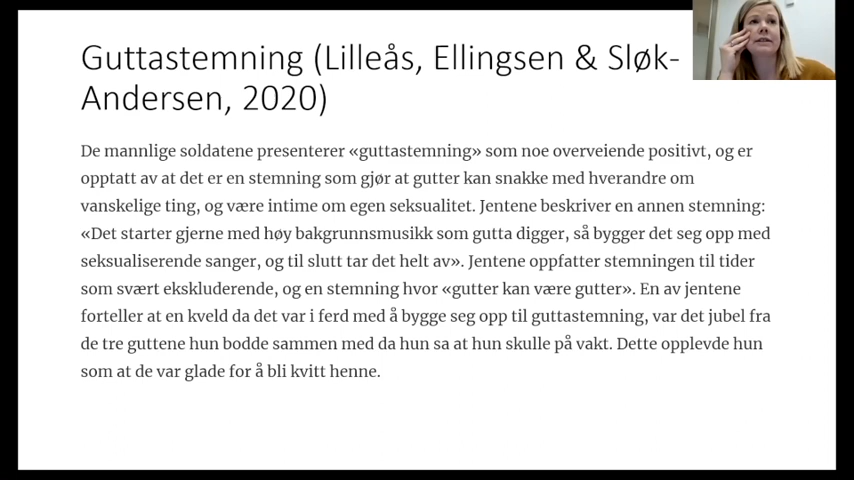 Guttastemning (Lilleås, Ellingsen & Sløk-
Andersen, 2020)
De mannlige soldatene presenterer «guttastemning» som noe overveiende positivt, og er
opptatt av at det er en stemning som gjør at gutter kan snakke med hverandre om
vanskelige ting, og være intime om egen seksualitet. Jentene beskriver en annen stemning:
«Det starter gjerne med høy bakgrunnsmusikk som gutta digger, så bygger det seg opp med
seksualiserende sanger, og til slutt tar det helt av». Jentene oppfatter stemningen til tider
som svært ekskluderende, og en stemning hvor «gutter kan være gutter». En av jentene
forteller at en kveld da det var i ferd med å bygge seg opp til guttastemning, var det jubel fra
de tre guttene hun bodde sammen med da hun sa at hun skulle på vakt. Dette opplevde hun
som at de var glade for å bli kvitt henne.